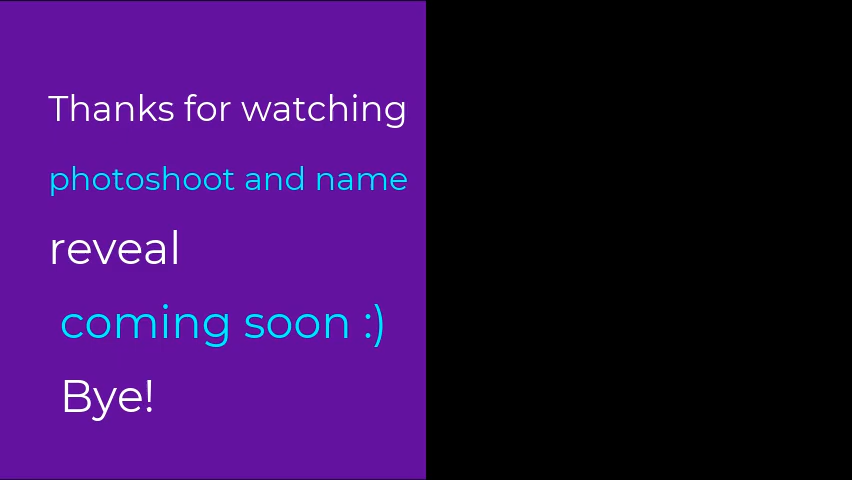 Thanks for watching
photoshoot and name
reveal
coming soon :)
Bye!